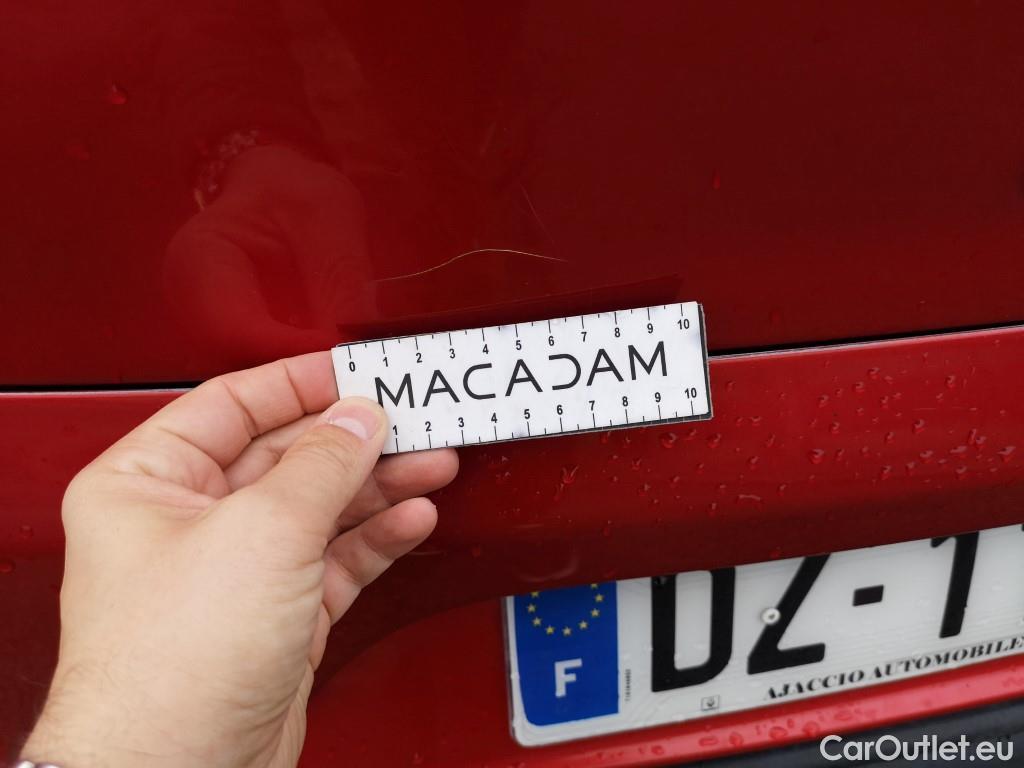 0 5 1 2 3 4 5 6 7 8 9 10
MACADAM
1 2 3 4 5 6 7 8 9 10
DZ-1
F
AJACCIO AUTOMOBILE
CarOutlet.eu